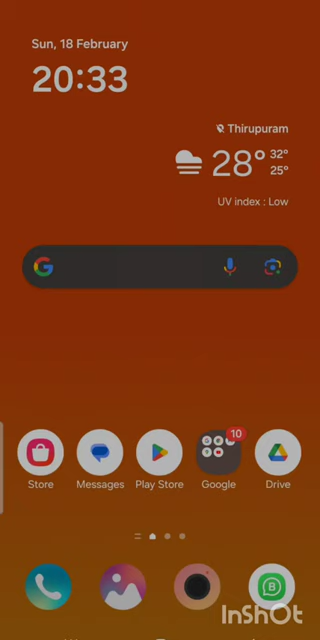 Sun, 18 February
20:33
Thirupuram
28° 32°
25°
UV index : Low
10
Store Messages Play Store Google Drive
InShOt